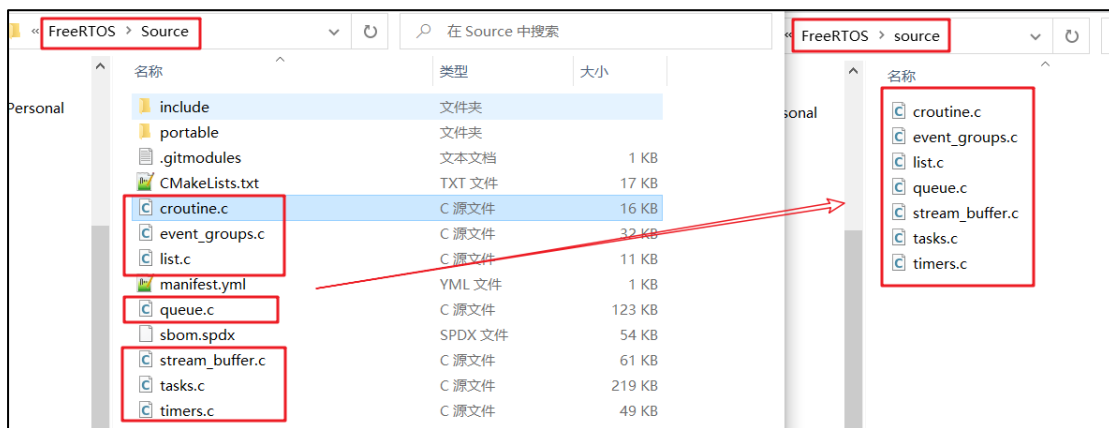 « FreeRTOS > Source
在 Source 中搜索
名称 类型 大小
Personal
include 文件夹
portable 文件夹
.gitmodules 文本文档 1 KB
CMakeLists.txt TXT 文件 17 KB
croutine.c C 源文件 16 KB
event_groups.c C 源文件 32 KB
list.c C 源文件 11 KB
manifest.yml YML 文件 1 KB
queue.c C 源文件 123 KB
sbom.spdx SPDX 文件 54 KB
stream_buffer.c C 源文件 61 KB
tasks.c C 源文件 219 KB
timers.c C 源文件 49 KB
« FreeRTOS > source
名称
sonal
croutine.c
event_groups.c
list.c
queue.c
stream_buffer.c
tasks.c
timers.c